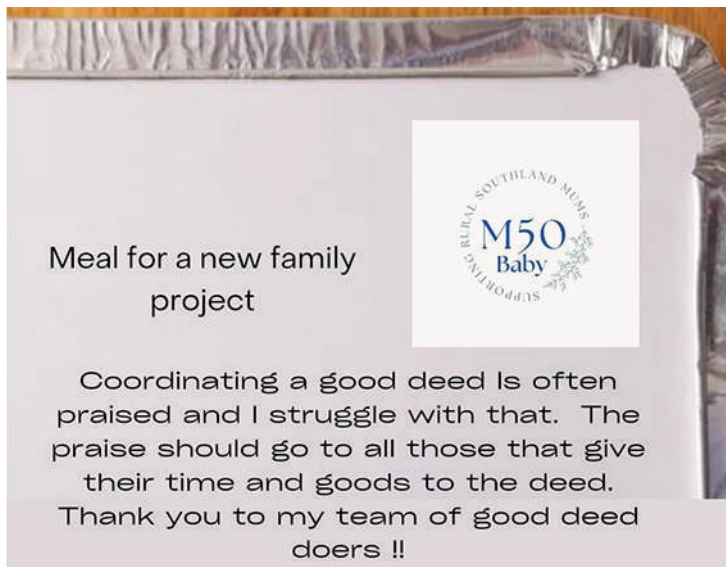 SUPPORTING RURAL SOUTHLAND MUMS
M50
Baby
Meal for a new family
project
Coordinating a good deed Is often
praised and I struggle with that.  The
praise should go to all those that give
their time and goods to the deed.
Thank you to my team of good deed
doers !!